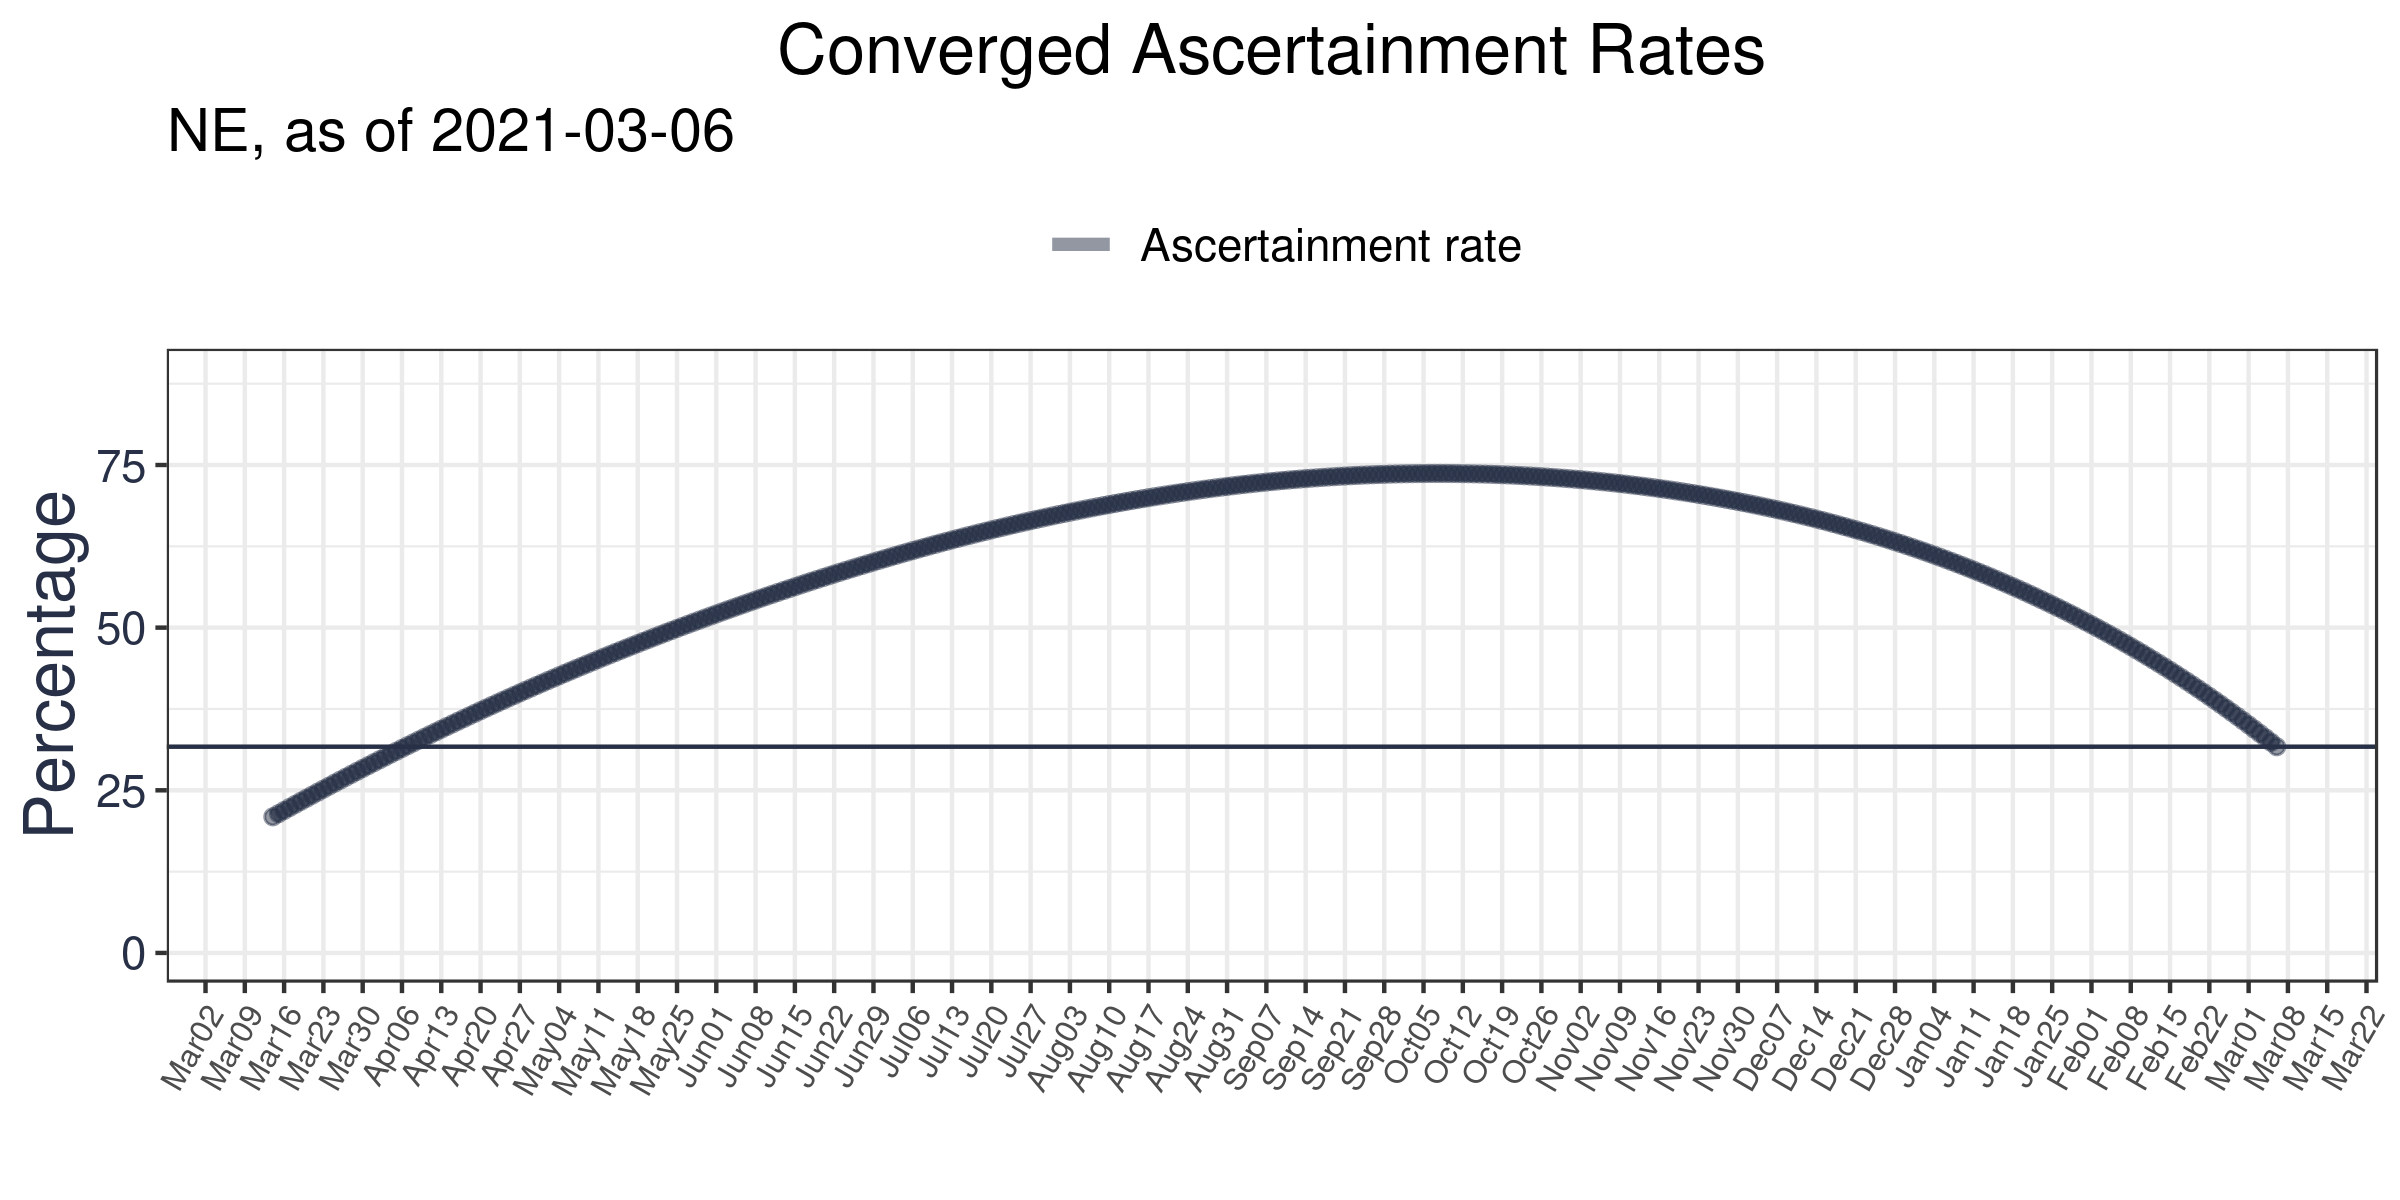 Converged Ascertainment Rates
NE, as of 2021-03-06
Ascertainment rate
Percentage
75
50
25
0
Mar02
Mar09
Mar16
Mar23
Mar30
Apr06
Apr13
Apr20
Apr27
May04
May11
May18
May25
Jun01
Jun08
Jun15
Jun22
Jun29
Jul06
Jul13
Jul20
Jul27
Aug03
Aug10
Aug17
Aug24
Aug31
Sep07
Sep14
Sep21
Sep28
Oct05
Oct12
Oct19
Oct26
Nov02
Nov09
Nov16
Nov23
Nov30
Dec07
Dec14
Dec21
Dec28
Jan04
Jan11
Jan18
Jan25
Feb01
Feb08
Feb15
Feb22
Mar01
Mar08
Mar15
Mar22